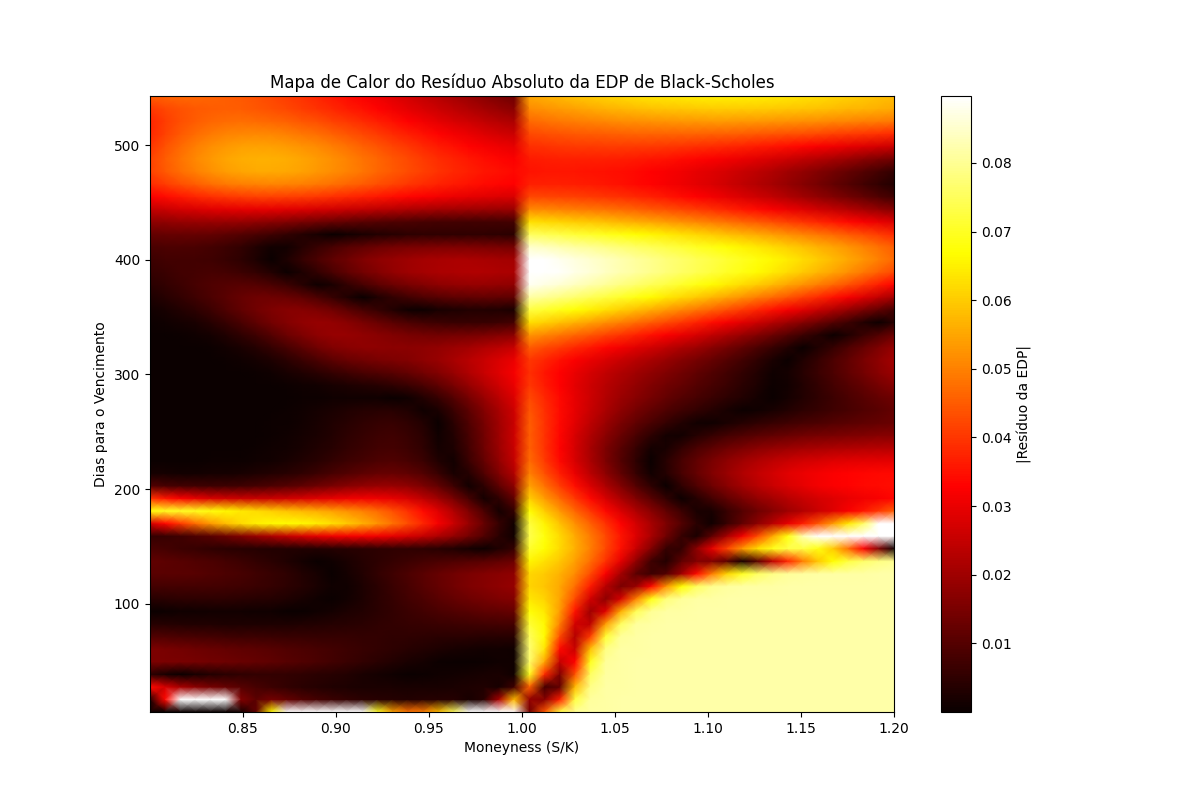 Mapa de Calor do Resíduo Absoluto da EDP de Black-Scholes
500
400
300
200
100
Dias para o Vencimento
0.85 0.90 0.95 1.00 1.05 1.10 1.15 1.20
Moneyness (S/K)
0.08
0.07
0.06
0.05
0.04
0.03
0.02
0.01
|Resíduo da EDP|